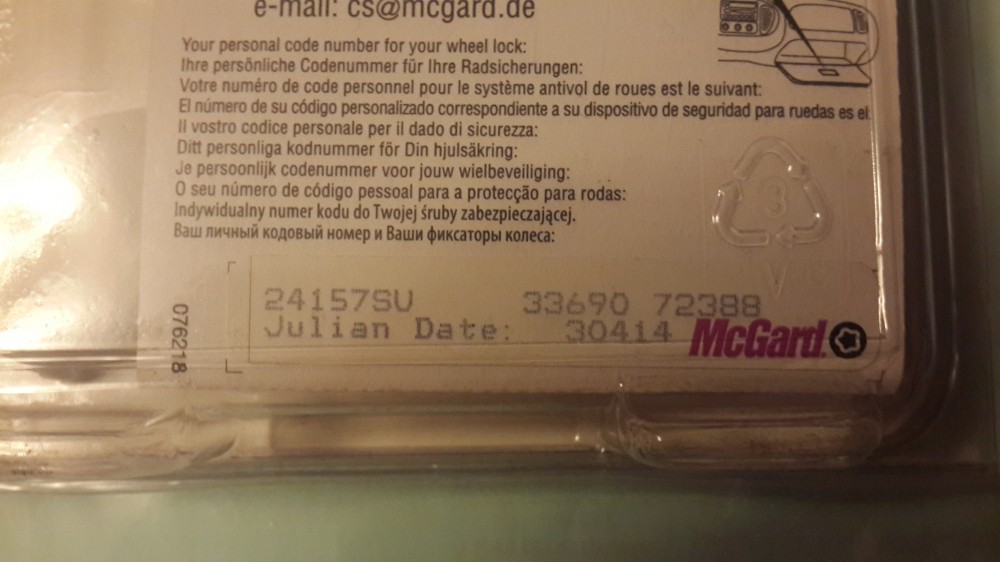 e-mail: cs@mcgard.de
Your personal code number for your wheel lock:
Ihre persönliche Codenummer für Ihre Radsicherungen:
Votre numéro de code personnel pour le système antivol de roues est le suivant:
El número de su código personalizado correspondiente a su dispositivo de seguridad para ruedas es el
Il vostro codice personale per il dado di sicurezza:
Ditt personliga kodnummer för Din hjulsäkring:
Je persoonlijk codenummer voor jouw wielbeveiliging:
O seu número de código pessoal para a protecção para rodas:
Indywidualny numer kodu do Twojej śruby zabezpieczającej.
Ваш личный кодовый номер и Ваши фиксаторы колеса:
3
V
24157SU 33690 72388
Julian Date: 30414 McGard
076218